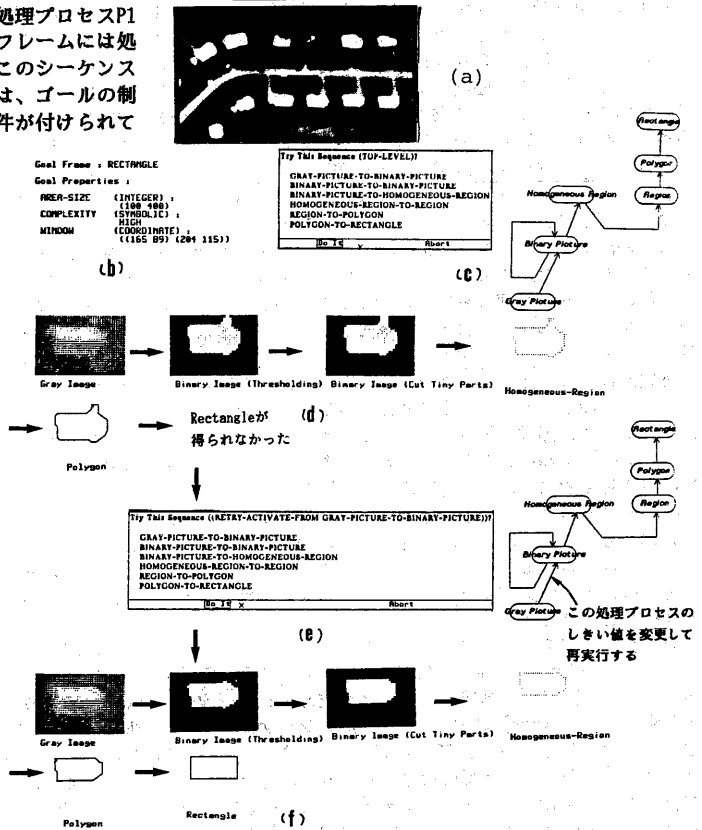 処理プロセスP1
フレームには処
このシーケンス
は、ゴールの制
件が付けられて
(a)
Goal Frame : RECTANGLE
Goal Properties :
AREA-SIZE (INTEGER) :
(100 400)
COMPLEXITY (SYMBOLIC) :
HIGH
WINDOW (COORDINATE) :
((165 89) (204 115))
(b)
Try This Sequence (TOP-LEVEL)?
GRAY-PICTURE-TO-BINARY-PICTURE
BINARY-PICTURE-TO-BINARY-PICTURE
BINARY-PICTURE-TO-HOMOGENEOUS-REGION
HOMOGENEOUS-REGION-TO-REGION
REGION-TO-POLYGON
POLYGON-TO-RECTANGLE
Do It Abort
(c)
Rectangle
Polygon
Homogeneous Region
Region
Binary Picture
Gray Picture
Gray Image
Binary Image (Thresholding)
Binary Image (Cut Tiny Parts)
Homogeneous-Region
Polygon
Rectangleが
得られなかった
(d)
Try This Sequence ((RETRY-ACTIVATE-FROM GRAY-PICTURE-TO-BINARY-PICTURE))?
GRAY-PICTURE-TO-BINARY-PICTURE
BINARY-PICTURE-TO-BINARY-PICTURE
BINARY-PICTURE-TO-HOMOGENEOUS-REGION
HOMOGENEOUS-REGION-TO-REGION
REGION-TO-POLYGON
POLYGON-TO-RECTANGLE
Do It Abort
(e)
Rectangle
Polygon
Homogeneous Region
Region
Binary Picture
Gray Picture
この処理プロセスの
しきい値を変更して
再実行する
Gray Image
Binary Image (Thresholding)
Binary Image (Cut Tiny Parts)
Homogeneous-Region
Polygon
Rectangle
(f)